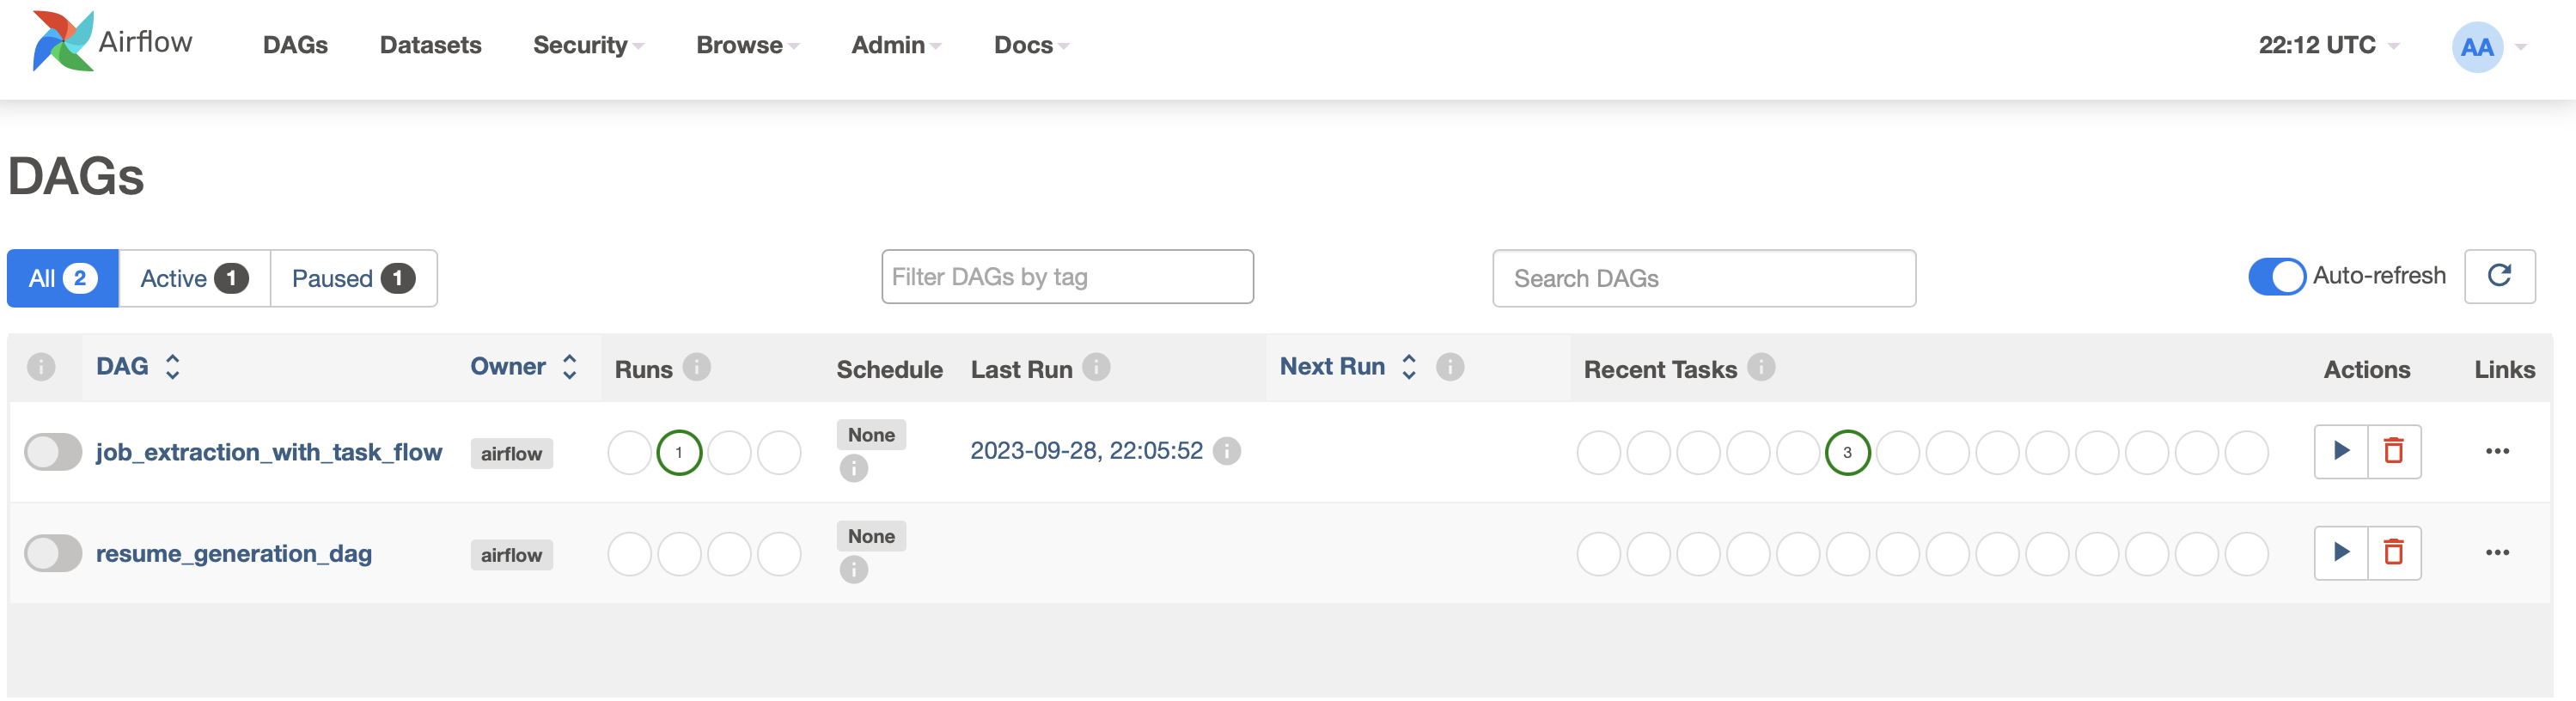 Airflow DAGs Datasets Security Browse Admin Docs 22:12 UTC AA
DAGs
All 2 Active 1 Paused 1 Filter DAGs by tag Search DAGs Auto-refresh
DAG Owner Runs Schedule Last Run Next Run Recent Tasks Actions Links
job_extraction_with_task_flow airflow 1 None 2023-09-28, 22:05:52 3
resume_generation_dag airflow None